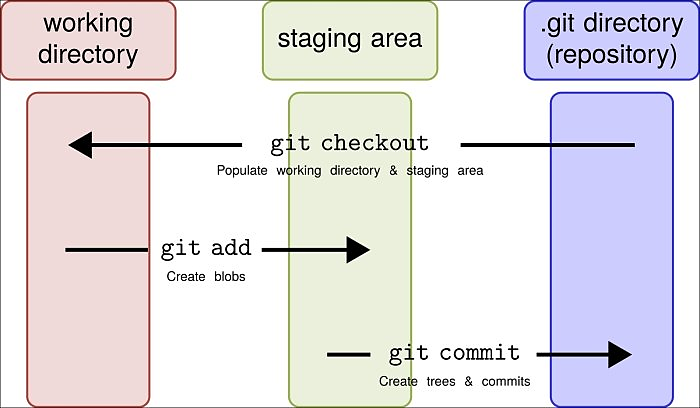 working
directory
staging area
.git directory
(repository)
git checkout
Populate working directory & staging area
git add
Create blobs
git commit
Create trees & commits